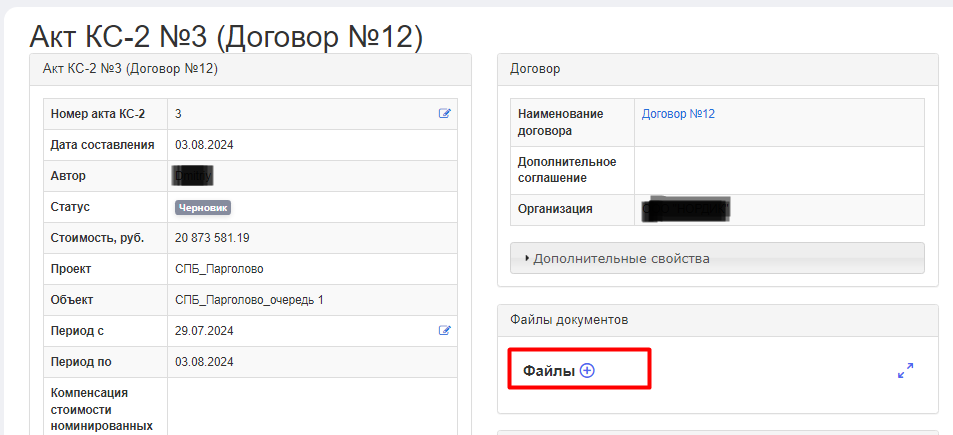 Акт КС-2 №3 (Договор №12)
Акт КС-2 №3 (Договор №12)
Номер акта КС-2 3
Дата составления 03.08.2024
Автор
Статус Черновик
Стоимость, руб. 20 873 581.19
Проект СПБ_Парголово
Объект СПБ_Парголово_очередь 1
Период с 29.07.2024
Период по 03.08.2024
Компенсация
стоимости
номинированных
Договор
Наименование
договора Договор №12
Дополнительное
соглашение
Организация
Дополнительные свойства
Файлы документов
Файлы